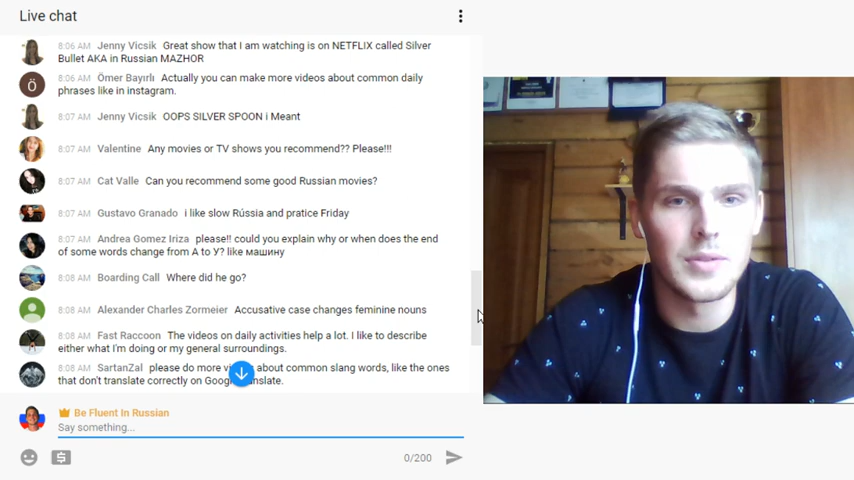 Live chat
8:06 AM Jenny Vicsik Great show that I am watching is on NETFLIX called Silver
Bullet AKA in Russian MAZHOR
Ö
8:06 AM Ömer Bayırlı Actually you can make more videos about common daily
phrases like in instagram.
8:07 AM Jenny Vicsik OOPS SILVER SPOON i Meant
8:07 AM Valentine Any movies or TV shows you recommend?? Please!!!
8:07 AM Cat Valle Can you recommend some good Russian movies?
8:07 AM Gustavo Granado i like slow Rússia and pratice Friday
8:07 AM Andrea Gomez Iriza please!! could you explain why or when does the end
of some words change from A to У? like машину
8:08 AM Boarding Call Where did he go?
8:08 AM Alexander Charles Zormeier Accusative case changes feminine nouns
8:08 AM Fast Raccoon The videos on daily activities help a lot. I like to describe
either what I'm doing or my general surroundings.
8:08 AM SartanZal please do more about common slang words, like the ones
that don't translate correctly on
Be Fluent In Russian
Say something...
0/200